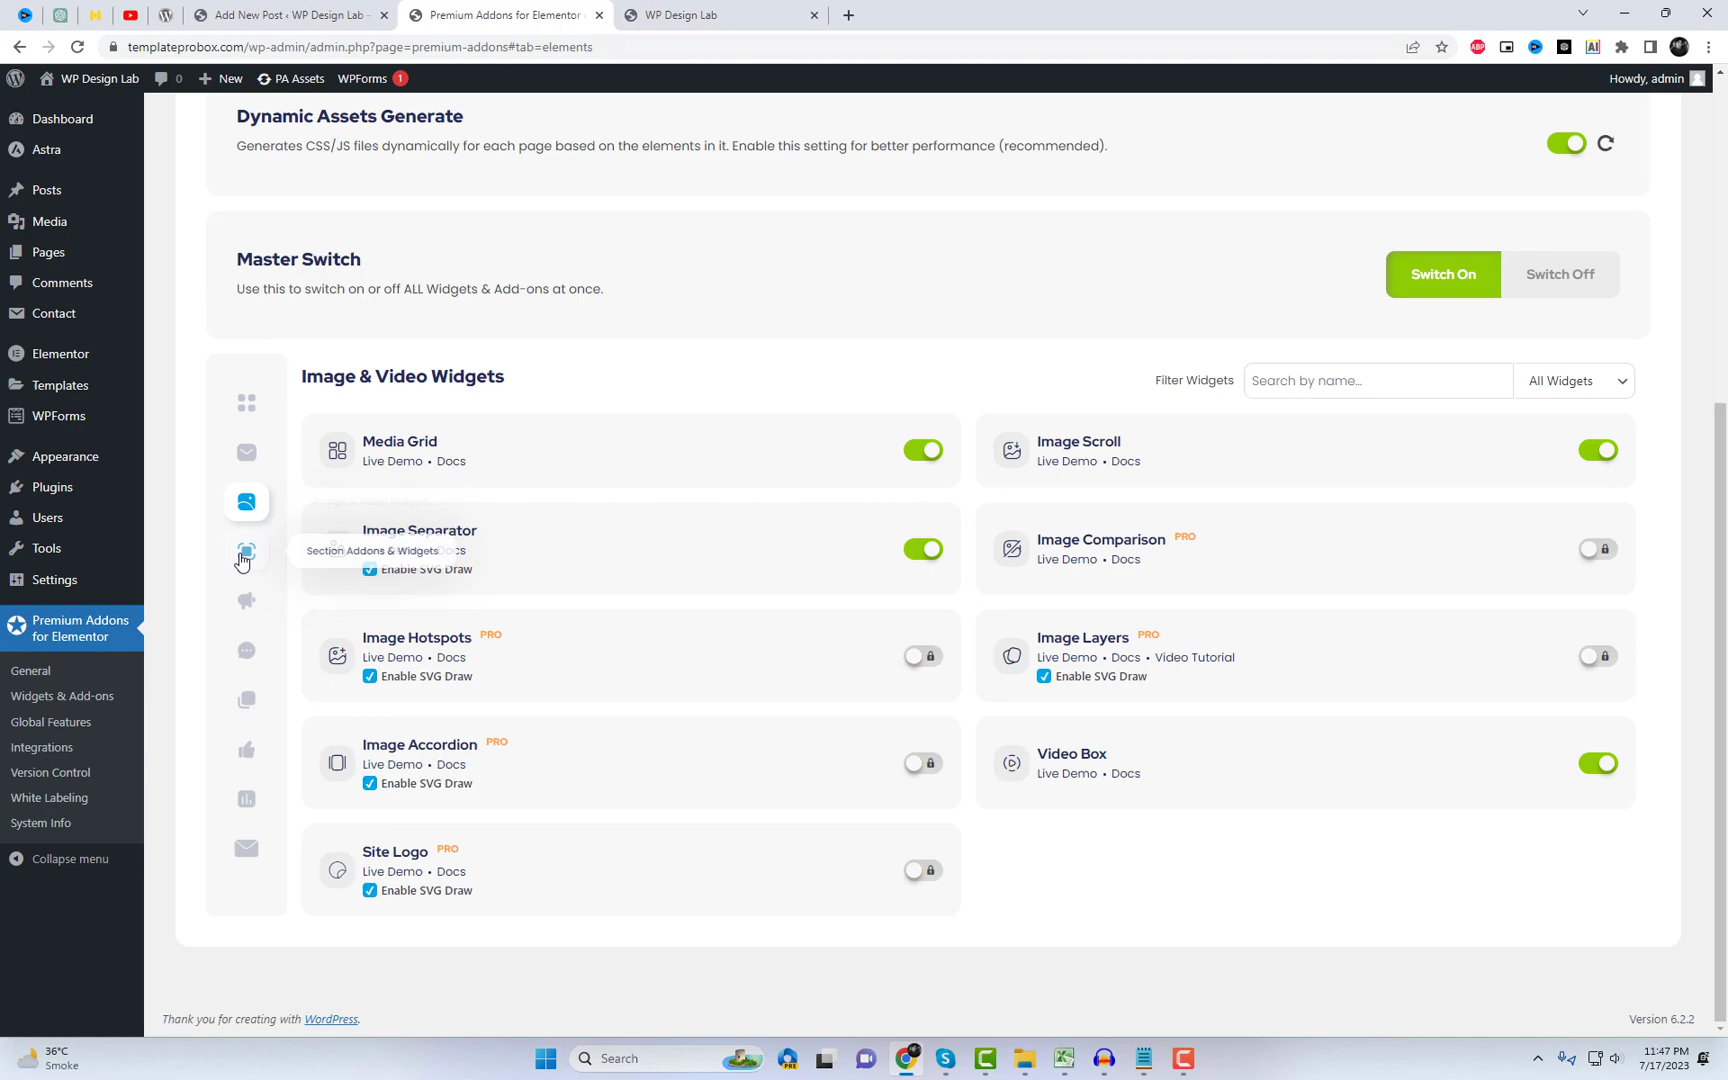 Add New Post ‹ WP Design Lab -
Premium Addons for Elementor
WP Design Lab
templateprobox.com/wp-admin/admin.php?page=premium-addons#tab=elements
ABP
AI
WP Design Lab
0
New
PA Assets
WPForms
1
Howdy, admin
Dashboard
Astra
Posts
Media
Pages
Comments
Contact
Elementor
Templates
WPForms
Appearance
Plugins
Users
Tools
Settings
Premium Addons
for Elementor
General
Widgets & Add-ons
Global Features
Integrations
Version Control
White Labeling
System Info
Collapse menu
Dynamic Assets Generate
Generates CSS/JS files dynamically for each page based on the elements in it. Enable this setting for better performance (recommended).
Master Switch
Use this to switch on or off ALL Widgets & Add-ons at once.
Switch On
Switch Off
Image & Video Widgets
Filter Widgets
Search by name...
All Widgets
Media Grid
Live Demo • Docs
Image Scroll
Live Demo • Docs
Image Separator
Section Addons & Widgets
Enable SVG Draw
Image Comparison PRO
Live Demo • Docs
Image Hotspots PRO
Live Demo • Docs
Enable SVG Draw
Image Layers PRO
Live Demo • Docs • Video Tutorial
Enable SVG Draw
Image Accordion PRO
Live Demo • Docs
Enable SVG Draw
Video Box
Live Demo • Docs
Site Logo PRO
Live Demo • Docs
Enable SVG Draw
Thank you for creating with WordPress.
Version 6.2.2
36°C
Smoke
Search
PRE
11:47 PM
7/17/2023